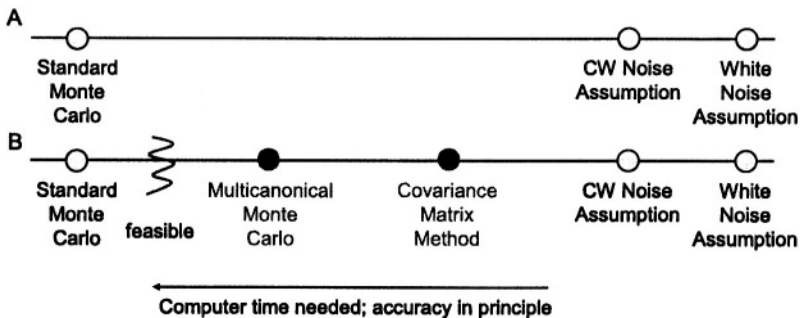 A
Standard
Monte
Carlo
CW Noise
Assumption
White
Noise
Assumption
B
Standard
Monte
Carlo
feasible
Multicanonical
Monte
Carlo
Covariance
Matrix
Method
CW Noise
Assumption
White
Noise
Assumption
Computer time needed; accuracy in principle